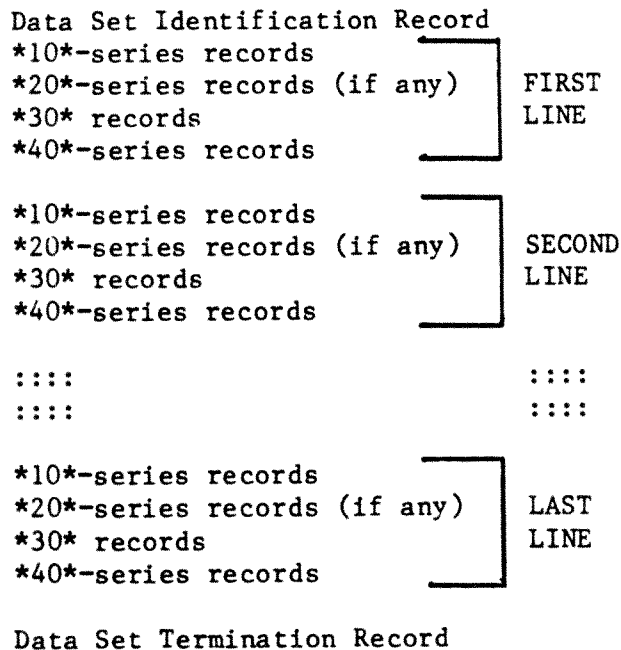 Data Set Identification Record
*10*-series records
*20*-series records (if any) FIRST
*30* records LINE
*40*-series records
*10*-series records
*20*-series records (if any) SECOND
*30* records LINE
*40*-series records
:::: ::::
:::: ::::
*10*-series records
*20*-series records (if any) LAST
*30* records LINE
*40*-series records
Data Set Termination Record